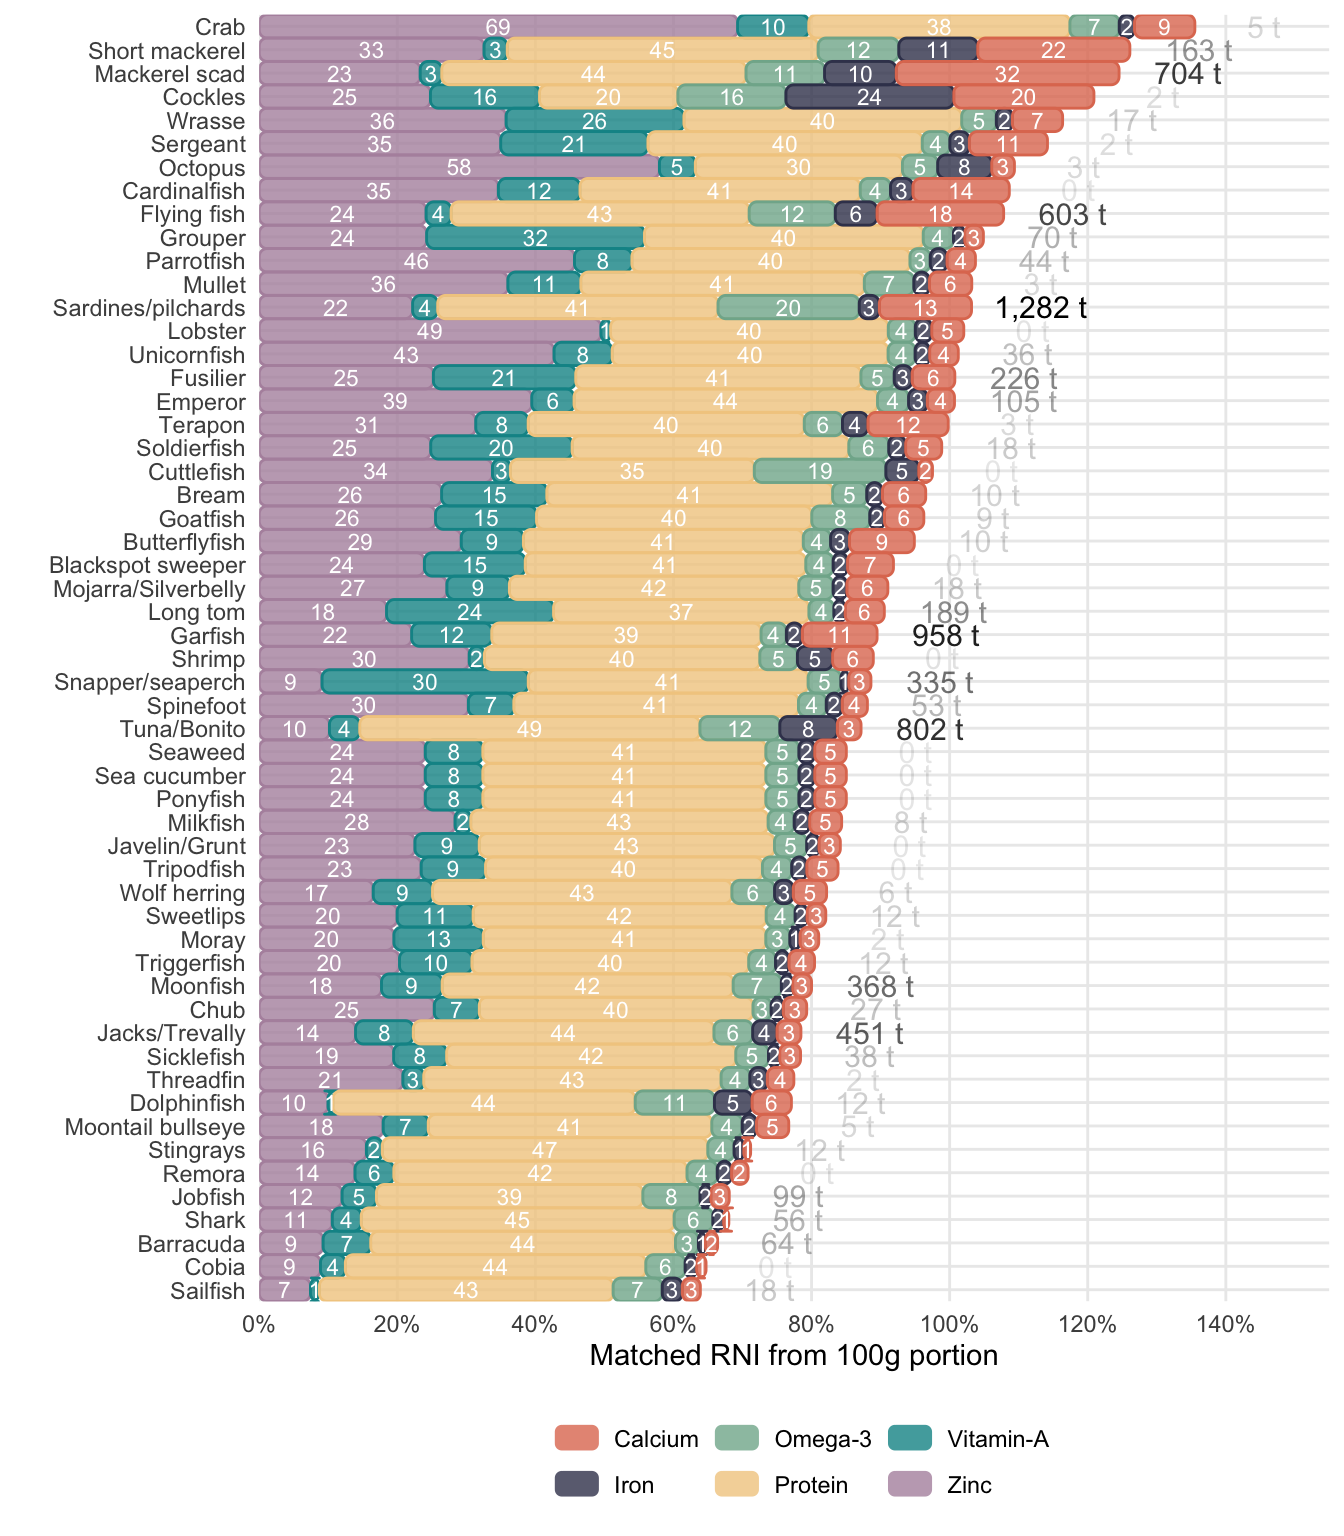 Crab 69 10 38 7 2 9 5 t
Short mackerel 33 3 45 12 11 22 163 t
Mackerel scad 23 3 44 11 10 32 704 t
Cockles 25 16 20 16 24 20 2 t
Wrasse 36 26 40 5 2 7 17 t
Sergeant 35 21 40 4 3 11 2 t
Octopus 58 5 30 5 8 3 3 t
Cardinalfish 35 12 41 4 3 14 0 t
Flying fish 24 4 43 12 6 18 603 t
Grouper 24 32 40 4 2 3 70 t
Parrotfish 46 8 40 3 2 4 44 t
Mullet 36 11 41 7 2 6 3 t
Sardines/pilchards 22 4 41 20 3 13 1,282 t
Lobster 49 1 40 4 2 5 0 t
Unicornfish 43 8 40 4 2 4 36 t
Fusilier 25 21 41 5 3 6 226 t
Emperor 39 6 44 4 3 4 105 t
Terapon 31 8 40 6 4 12 3 t
Soldierfish 25 20 40 6 2 5 18 t
Cuttlefish 34 3 35 19 5 2 0 t
Bream 26 15 41 5 2 6 10 t
Goatfish 26 15 40 8 2 6 9 t
Butterflyfish 29 9 41 4 3 9 10 t
Blackspot sweeper 24 15 41 4 2 7 0 t
Mojarra/Silverbelly 27 9 42 5 2 6 18 t
Long tom 18 24 37 4 2 6 189 t
Garfish 22 12 39 4 2 11 958 t
Shrimp 30 2 40 5 5 6 0 t
Snapper/seaperch 9 30 41 5 1 3 335 t
Spinefoot 30 7 41 4 2 4 53 t
Tuna/Bonito 10 4 49 12 8 3 802 t
Seaweed 24 8 41 5 2 5 0 t
Sea cucumber 24 8 41 5 2 5 0 t
Ponyfish 24 8 41 5 2 5 0 t
Milkfish 28 2 43 4 2 5 8 t
Javelin/Grunt 23 9 43 5 2 3 0 t
Tripodfish 23 9 40 4 2 5 0 t
Wolf herring 17 9 43 6 3 5 6 t
Sweetlips 20 11 42 4 2 3 12 t
Moray 20 13 41 3 1 3 2 t
Triggerfish 20 10 40 4 2 4 12 t
Moonfish 18 9 42 7 2 3 368 t
Chub 25 7 40 3 2 3 27 t
Jacks/Trevally 14 8 44 6 4 3 451 t
Sicklefish 19 8 42 5 2 3 38 t
Threadfin 21 3 43 4 3 4 2 t
Dolphinfish 10 1 44 11 5 6 12 t
Moontail bullseye 18 7 41 4 2 5 5 t
Stingrays 16 2 47 4 1 1 12 t
Remora 14 6 42 4 2 2 0 t
Jobfish 12 5 39 8 2 3 99 t
Shark 11 4 45 6 2 1 56 t
Barracuda 9 7 44 3 1 2 64 t
Cobia 9 4 44 6 2 1 0 t
Sailfish 7 1 43 7 3 3 18 t
0% 20% 40% 60% 80% 100% 120% 140%
Matched RNI from 100g portion
Calcium Omega-3 Vitamin-A
Iron Protein Zinc